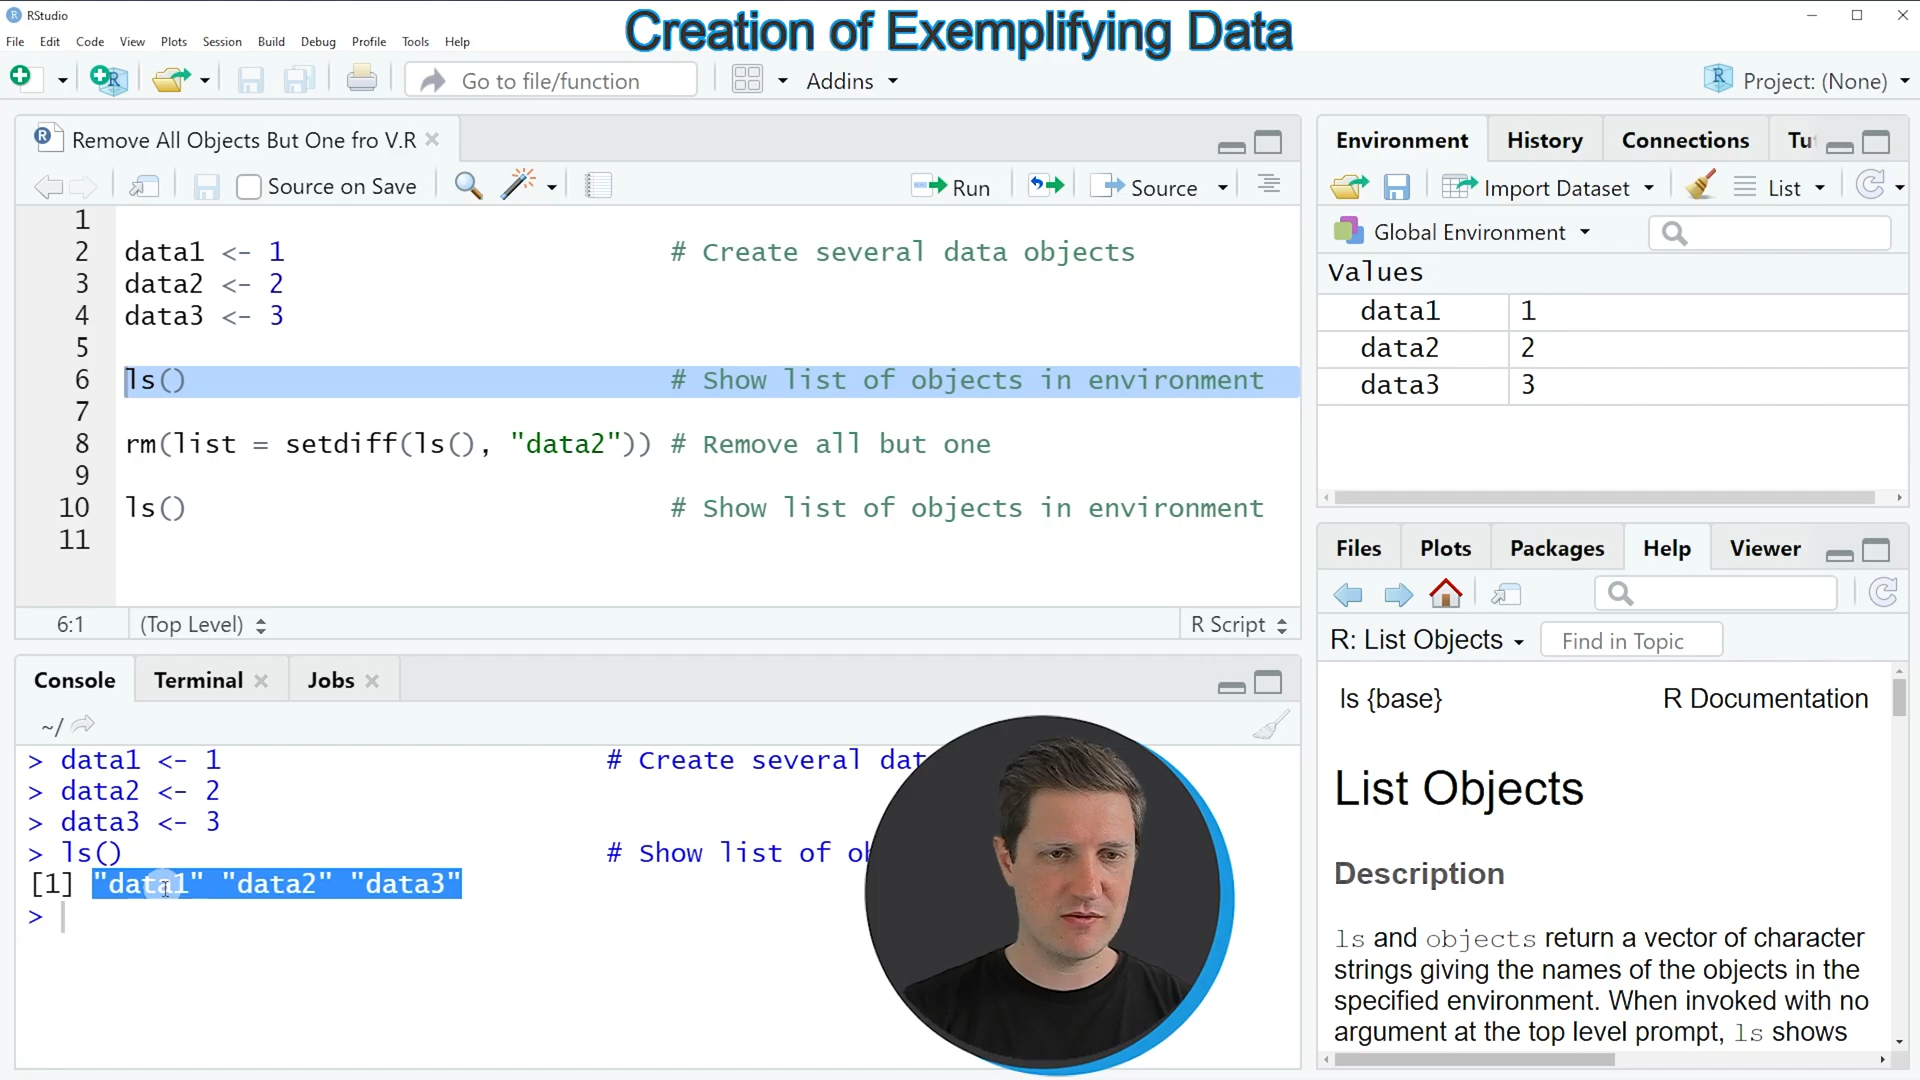 RStudio
Creation of Exemplifying Data
File Edit Code View Plots Session Build Debug Profile Tools Help
Go to file/function
Addins
Project: (None)
Remove All Objects But One fro V.R
Source on Save
Run
Source
1
2 data1 <- 1 # Create several data objects
3 data2 <- 2
4 data3 <- 3
5
6 ls() # Show list of objects in environment
7
8 rm(list = setdiff(ls(), "data2")) # Remove all but one
9
10 ls() # Show list of objects in environment
11
6:1 (Top Level) R Script
Console Terminal Jobs
~/
> data1 <- 1 # Create several dat
> data2 <- 2
> data3 <- 3
> ls() # Show list of ob
[1] "data1" "data2" "data3"
>
Environment History Connections Tu
Import Dataset List
Global Environment
Values
data1 1
data2 2
data3 3
Files Plots Packages Help Viewer
R: List Objects Find in Topic
ls {base} R Documentation
List Objects
Description
ls and objects return a vector of character
strings giving the names of the objects in the
specified environment. When invoked with no
argument at the top level prompt, ls shows